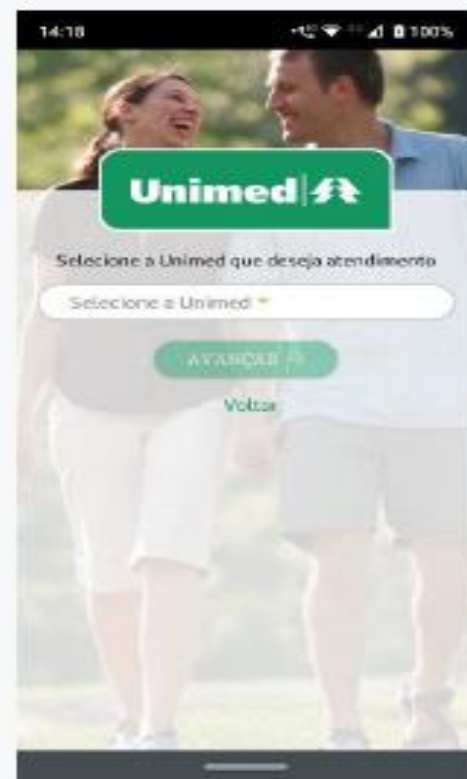 14:18
100%
Unimed
Selecione a Unimed que deseja atendimento
Selecione a Unimed
AVANÇAR
Voltar